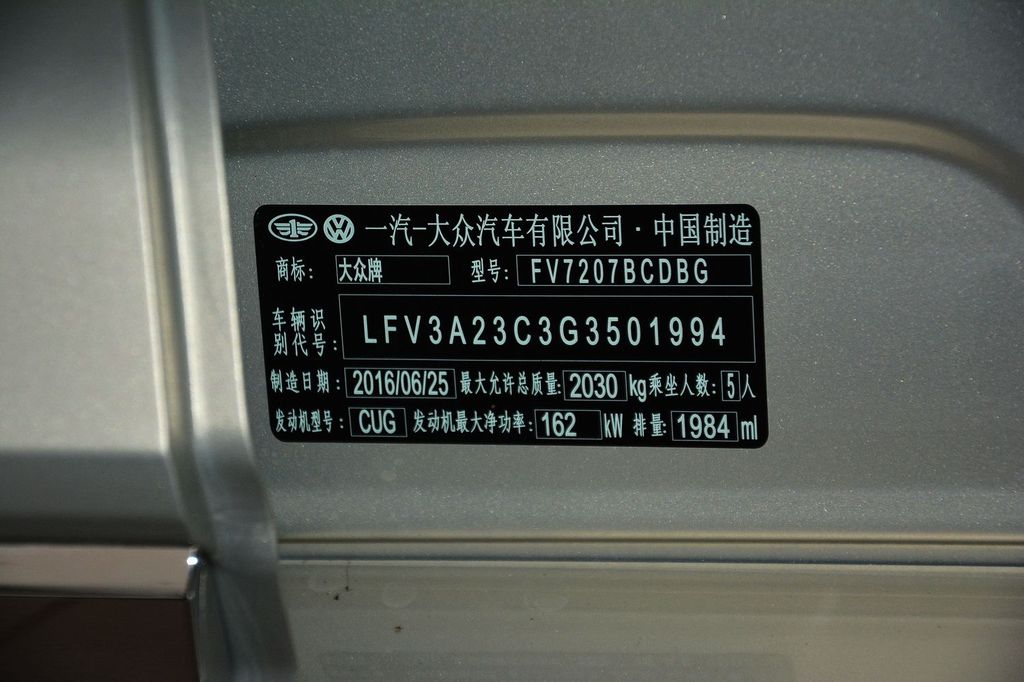 一汽-大众汽车有限公司·中国制造
商标: 大众牌 型号: FV7207BCDBG
车辆识别代号: LFV3A23C3G3501994
制造日期: 2016/06/25 最大允许总质量: 2030 kg 乘坐人数: 5 人
发动机型号: CUG 发动机最大净功率: 162 kW 排量: 1984 ml